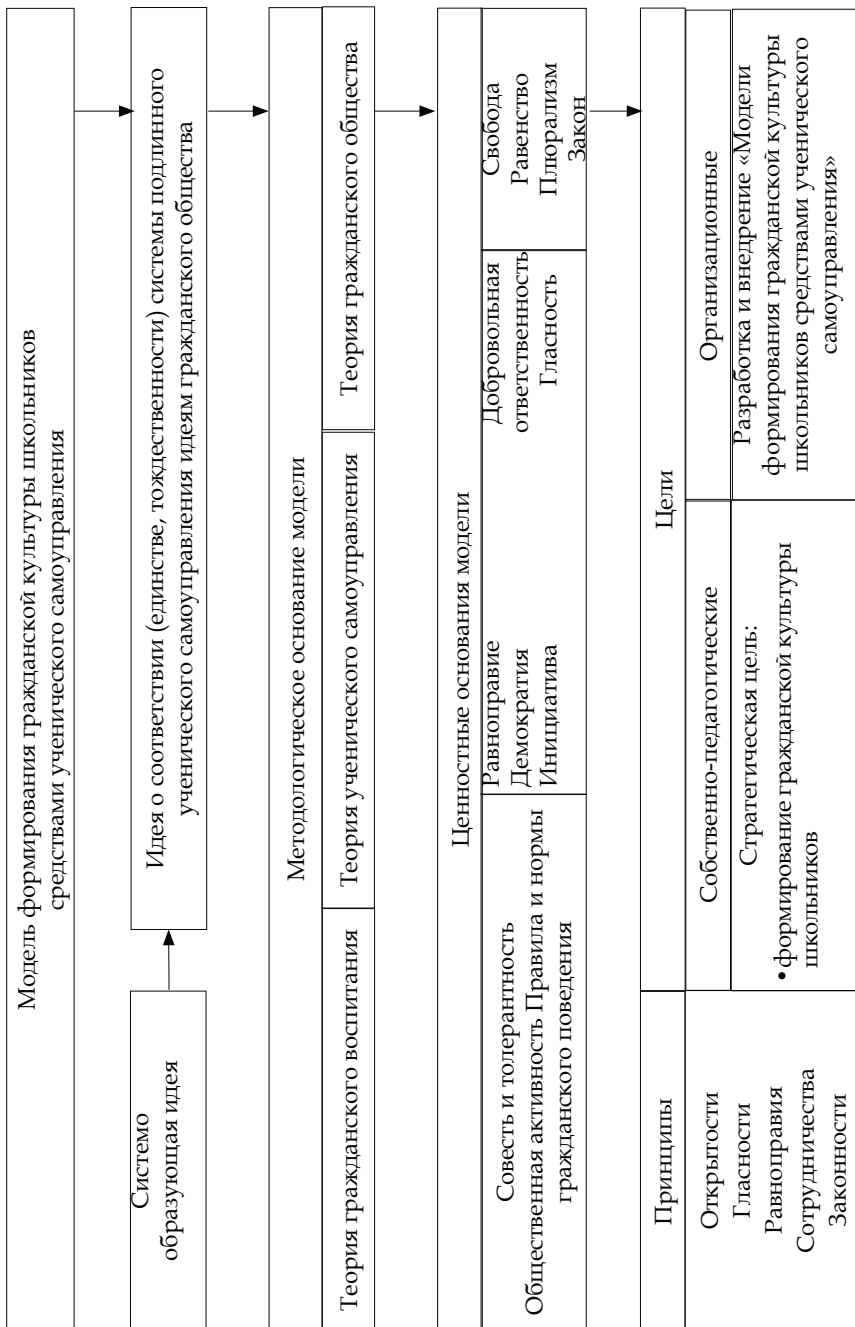 Модель формирования гражданской культуры школьников
средствами ученического самоуправления
Системо
образующая идея
Идея о соответствии (единстве, тождественности) системы подлинного
ученического самоуправления идеям гражданского общества
Методологическое основание модели
Теория гражданского воспитания
Теория ученического самоуправления
Теория гражданского общества
Ценностные основания модели
Совесть и толерантность
Общественная активность Правила и нормы
гражданского поведения
Равноправие
Демократия
Инициатива
Добровольная
ответственность
Гласность
Свобода
Равенство
Плюрализм
Закон
Принципы
Открытости
Гласности
Равноправия
Сотрудничества
Законности
Цели
Собственно-педагогические
Стратегическая цель:
•формирование гражданской культуры
школьников
Организационные
Разработка и внедрение «Модели
формирования гражданской культуры
школьников средствами ученического
самоуправления»